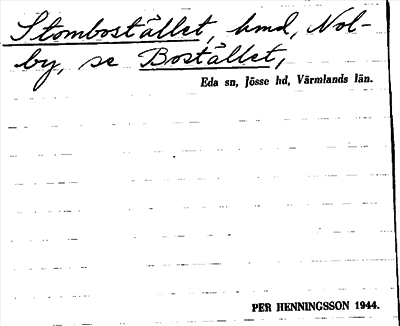 Stombostället, hmd, Nol-
by, se Bostället,
Eda sn, Jösse hd, Värmlands län.
PER HENNINGSSON 1944.